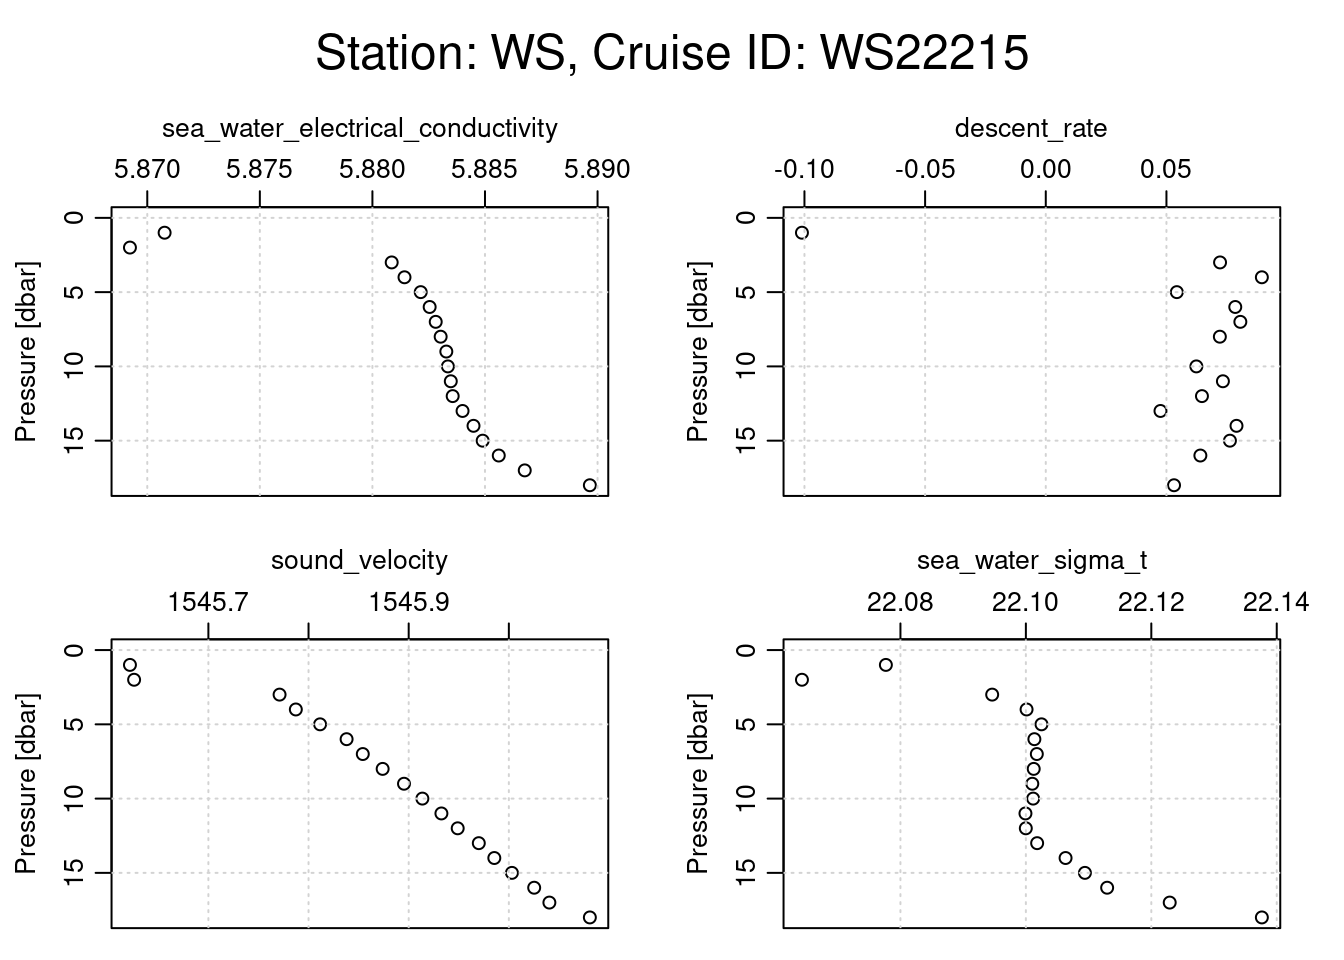 Station: WS, Cruise ID: WS22215
sea_water_electrical_conductivity
5.870 5.875 5.880 5.885 5.890
Pressure [dbar]
0
5
10
15
descent_rate
-0.10 -0.05 0.00 0.05
Pressure [dbar]
0
5
10
15
sound_velocity
1545.7 1545.9
Pressure [dbar]
0
5
10
15
sea_water_sigma_t
22.08 22.10 22.12 22.14
Pressure [dbar]
0
5
10
15